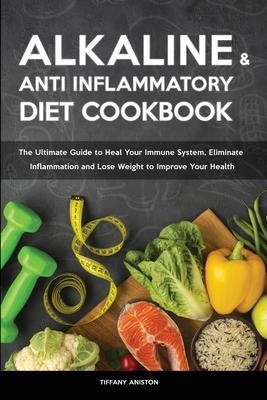 ALKALINE &
ANTI INFLAMMATORY
DIET COOKBOOK
The Ultimate Guide to Heal Your Immune System, Eliminate
Inflammation and Lose Weight to Improve Your Health
TIFFANY ANISTON